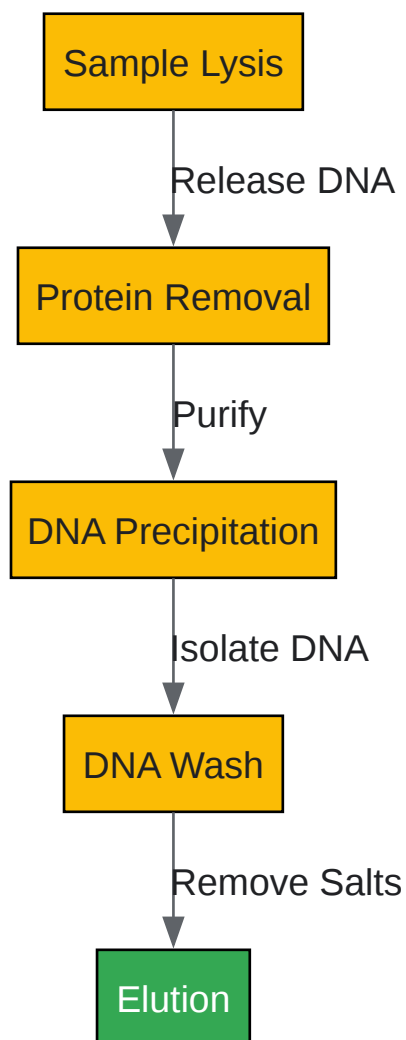 Sample Lysis
Release DNA
Protein Removal
Purify
DNA Precipitation
Isolate DNA
DNA Wash
Remove Salts
Elution